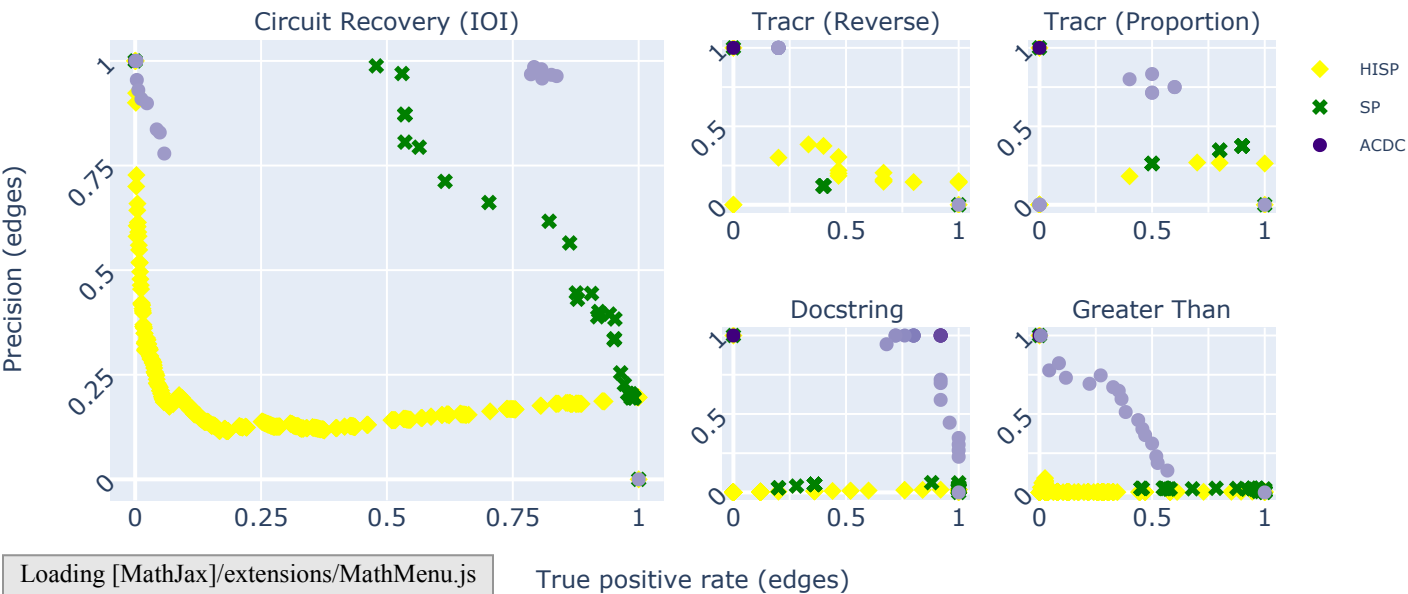 Circuit Recovery (IOI)
Precision (edges)
1
0.75
0.5
0.25
0
0 0.25 0.5 0.75 1
Tracr (Reverse)
1
0.5
0
0 0.5 1
Tracr (Proportion)
1
0.5
0
0 0.5 1
HISP
SP
ACDC
Docstring
1
0.5
0
0 0.5 1
Greater Than
1
0.5
0
0 0.5 1
Loading [MathJax]/extensions/MathMenu.js
True positive rate (edges)